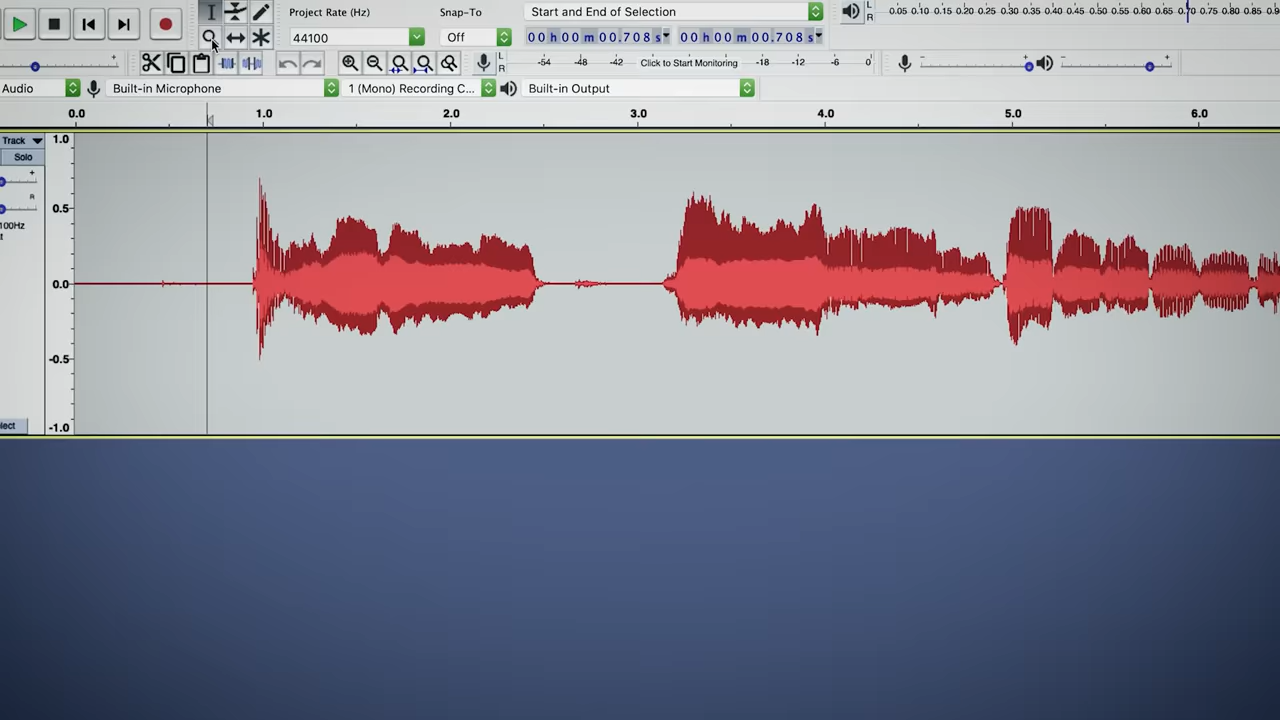 Project Rate (Hz)
Snap-To
Start and End of Selection
44100
Off
00 h 00 m 00.708 s
00 h 00 m 00.708 s
L
R
0.05 0.10 0.15 0.20 0.25 0.30 0.35 0.40 0.45 0.50 0.55 0.60 0.65 0.70 0.75 0.80 0.85 0.9
L
R
-54 -48 -42 Click to Start Monitoring -18 -12 -6 0
- + - +
Audio
Built-in Microphone
1 (Mono) Recording C...
Built-in Output
0.0 1.0 2.0 3.0 4.0 5.0 6.0
Track
Solo
+
R
100Hz
t
lect
1.0
0.5
0.0
-0.5
-1.0